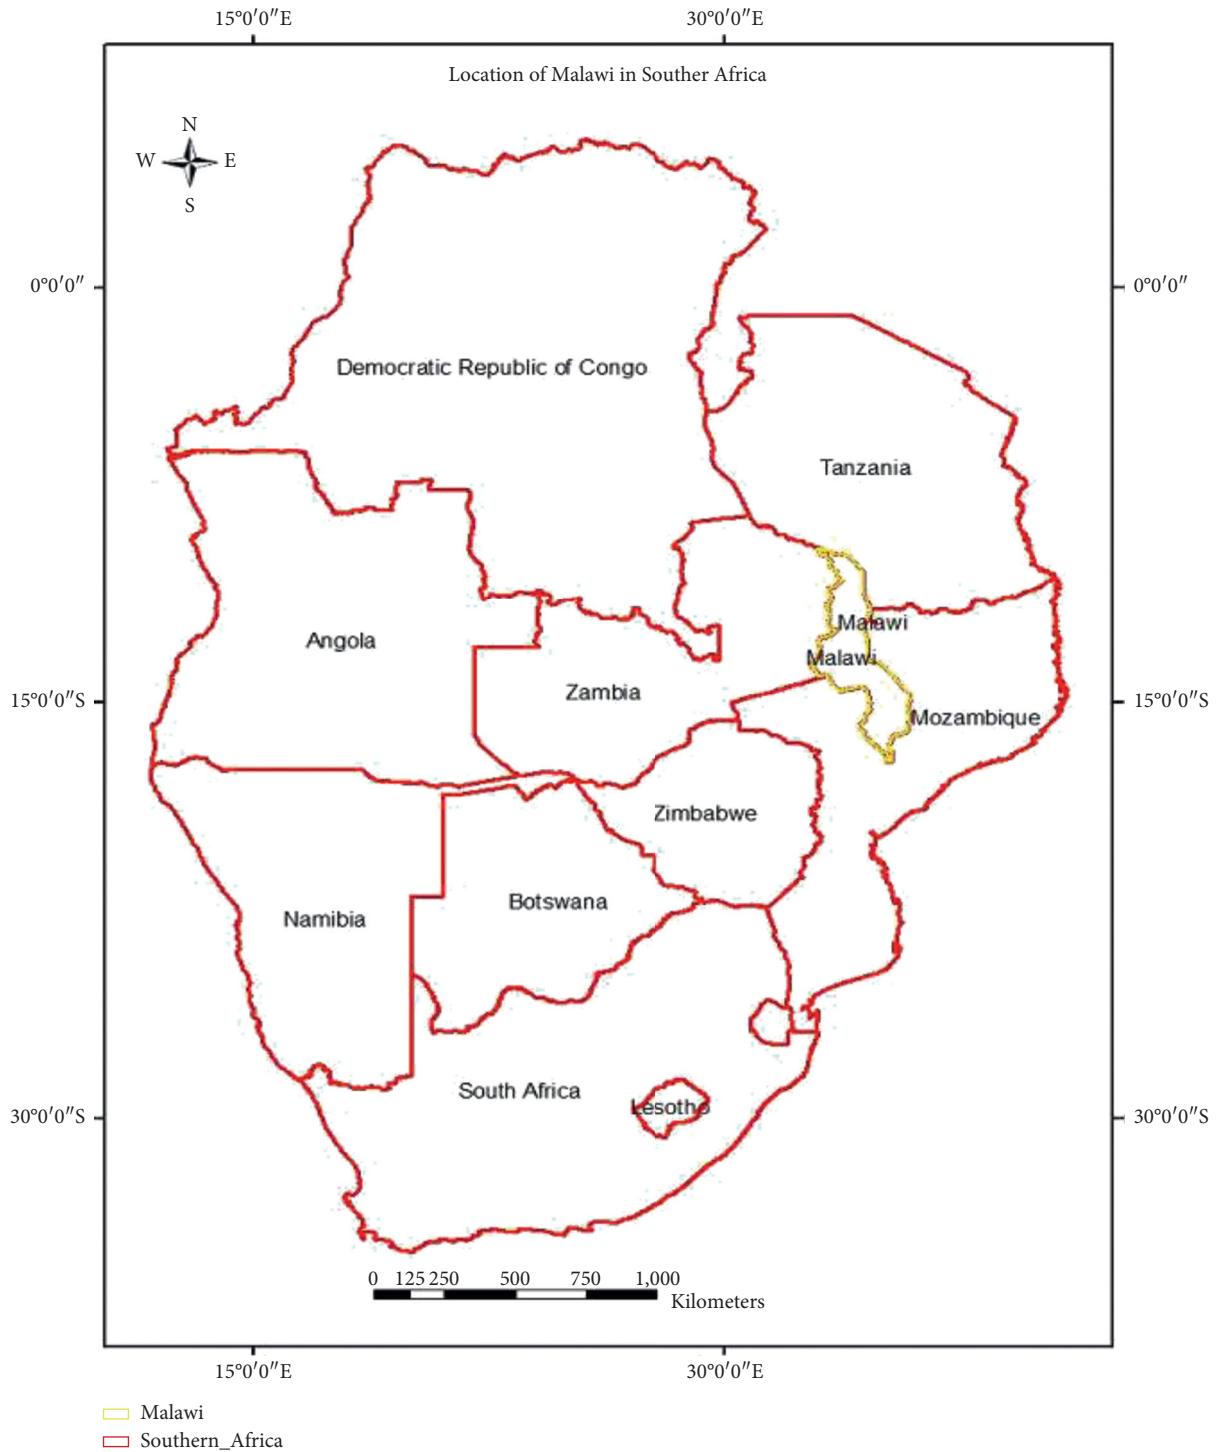 15°0′0″E 30°0′0″E
Location of Malawi in Souther Africa
N
W E
S
0°0′0″ 0°0′0″
Democratic Republic of Congo
Tanzania
Malawi
Angola
Malawi
Zambia
15°0′0″S 15°0′0″S
Mozambique
Zimbabwe
Botswana
Namibia
South Africa
Lesotho
30°0′0″S 30°0′0″S
0 125 250 500 750 1,000
Kilometers
15°0′0″E 30°0′0″E
Malawi
Southern_Africa